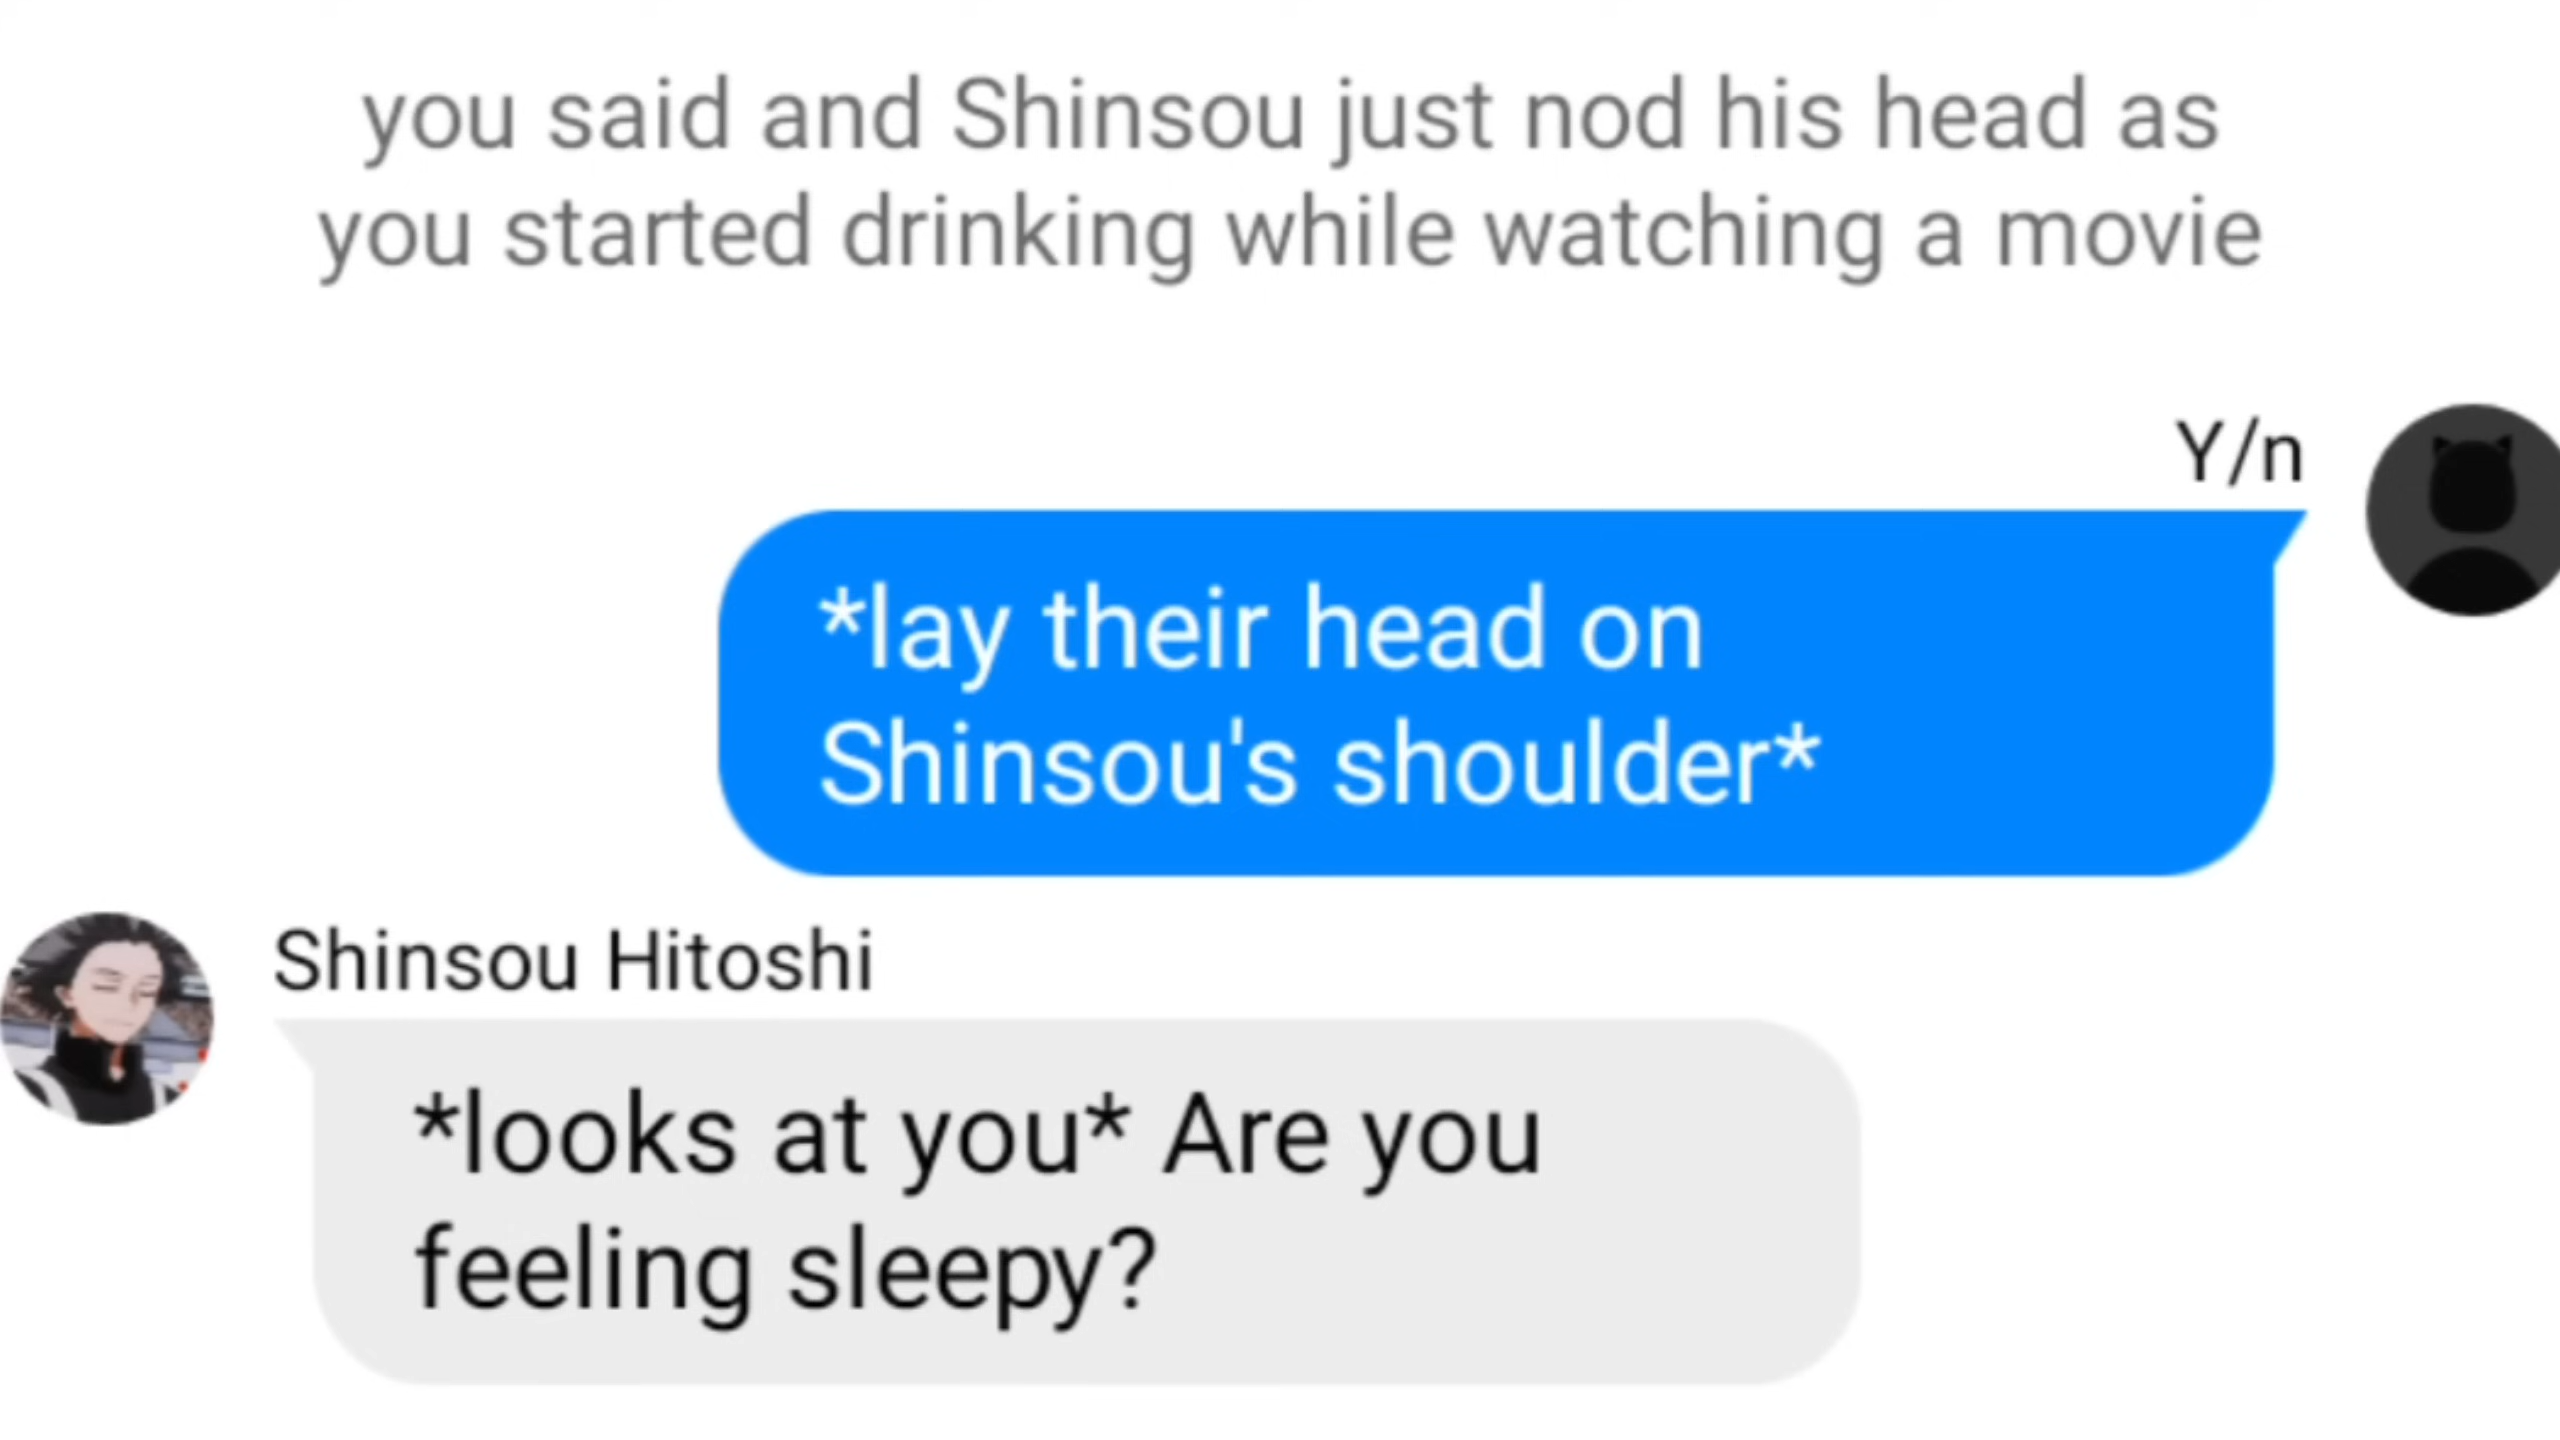 you said and Shinsou just nod his head as
you started drinking while watching a movie
Y/n
*lay their head on
Shinsou's shoulder*
Shinsou Hitoshi
*looks at you* Are you
feeling sleepy?